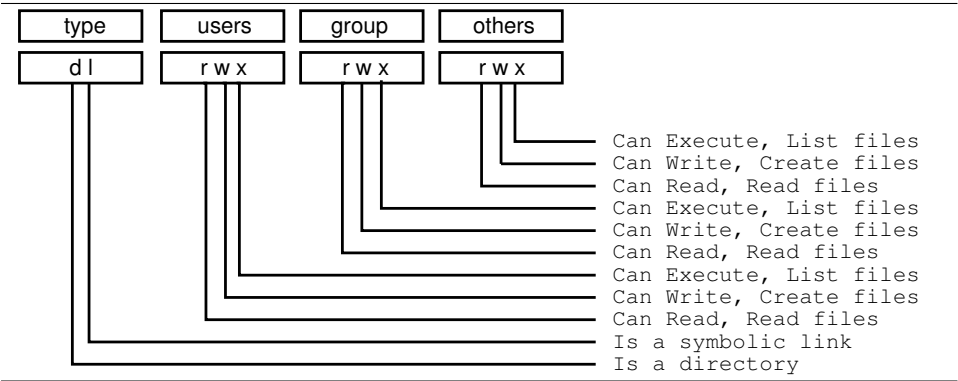 type users group others
d l r w x r w x r w x
Can Execute, List files
Can Write, Create files
Can Read, Read files
Can Execute, List files
Can Write, Create files
Can Read, Read files
Can Execute, List files
Can Write, Create files
Can Read, Read files
Is a symbolic link
Is a directory